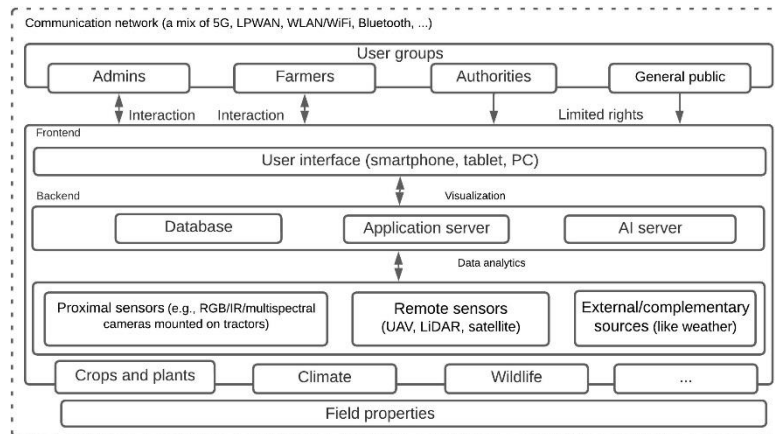 Communication network (a mix of 5G, LPWAN, WLAN/WiFi, Bluetooth, ...)
User groups
Admins
Farmers
Authorities
General public
Interaction
Interaction
Limited rights
Frontend
User interface (smartphone, tablet, PC)
Backend
Visualization
Database
Application server
AI server
Data analytics
Proximal sensors (e.g., RGB/IR/multispectral
cameras mounted on tractors)
Remote sensors
(UAV, LiDAR, satellite)
External/complementary
sources (like weather)
Crops and plants
Climate
Wildlife
...
Field properties